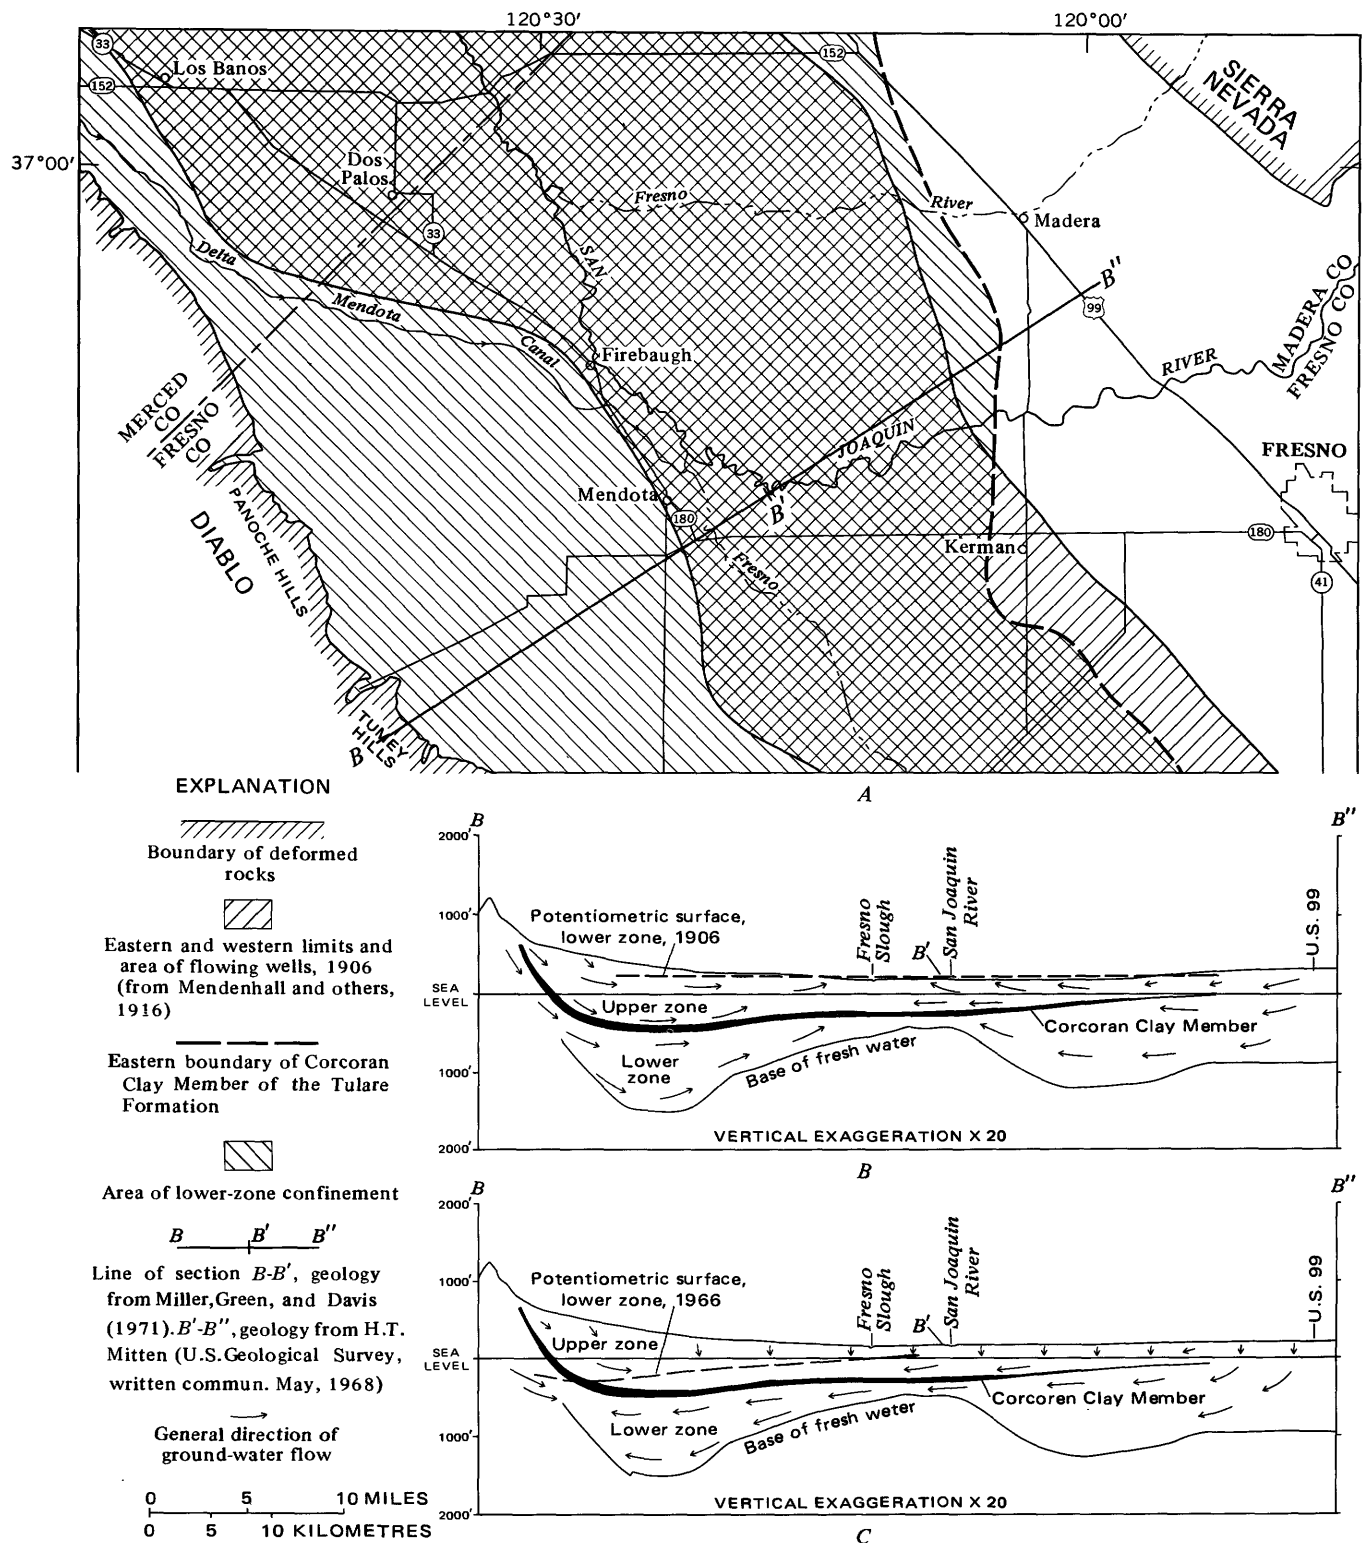 120°30′
120°00′
33
152
Los Banos
152
SIERRA
NEVADA
37°00′
Dos
Palos
Fresno
River
33
Madera
SAN
Delta
Mendota
Canal
B″
99
MADERA CO
FRESNO CO
Firebaugh
RIVER
MERCED
CO
FRESNO
CO
JOAQUIN
FRESNO
PANOCHE HILLS
DIABLO
Mendota
180
B′
Kerman
180
Fresno
41
TUMEY
HILLS
B
A
EXPLANATION
Boundary of deformed
rocks
Eastern and western limits and
area of flowing wells, 1906
(from Mendenhall and others,
1916)
Eastern boundary of Corcoran
Clay Member of the Tulare
Formation
Area of lower-zone confinement
B B′ B″
Line of section B-B′, geology
from Miller, Green, and Davis
(1971). B′-B″, geology from H.T.
Mitten (U.S. Geological Survey,
written commun. May, 1968)
General direction of
ground-water flow
0 5 10 MILES
0 5 10 KILOMETRES
B B″
2000′
1000′
SEA
LEVEL
1000′
2000′
Potentiometric surface,
lower zone, 1906
Fresno
Slough
B′
San Joaquin
River
U.S. 99
Upper zone
Corcoran Clay Member
Lower
zone
Base of fresh water
VERTICAL EXAGGERATION X 20
B
B B″
2000′
1000′
SEA
LEVEL
1000′
2000′
Potentiometric surface,
lower zone, 1966
Fresno
Slough
B′
San Joaquin
River
U.S. 99
Upper zone
Corcoren Clay Member
Lower zone
Base of fresh weter
VERTICAL EXAGGERATION X 20
C